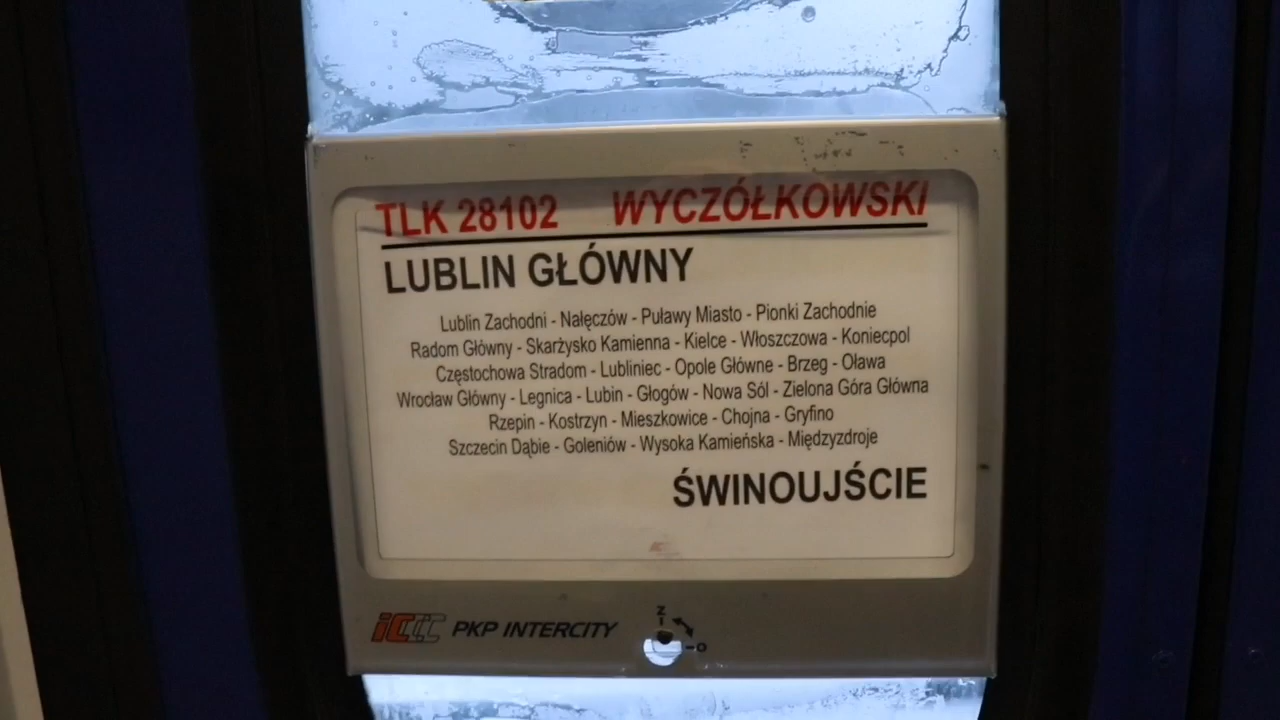 TLK 28102 WYCZÓŁKOWSKI
LUBLIN GŁÓWNY
Lublin Zachodni - Nałęczów - Puławy Miasto - Pionki Zachodnie
Radom Główny - Skarżysko Kamienna - Kielce - Włoszczowa - Koniecpol
Częstochowa Stradom - Lubliniec - Opole Główne - Brzeg - Oława
Wrocław Główny - Legnica - Lubin - Głogów - Nowa Sól - Zielona Góra Główna
Rzepin - Kostrzyn - Mieszkowice - Chojna - Gryfino
Szczecin Dąbie - Goleniów - Wysoka Kamieńska - Międzyzdroje
ŚWINOUJŚCIE
iCCCC PKP INTERCITY
Z
O